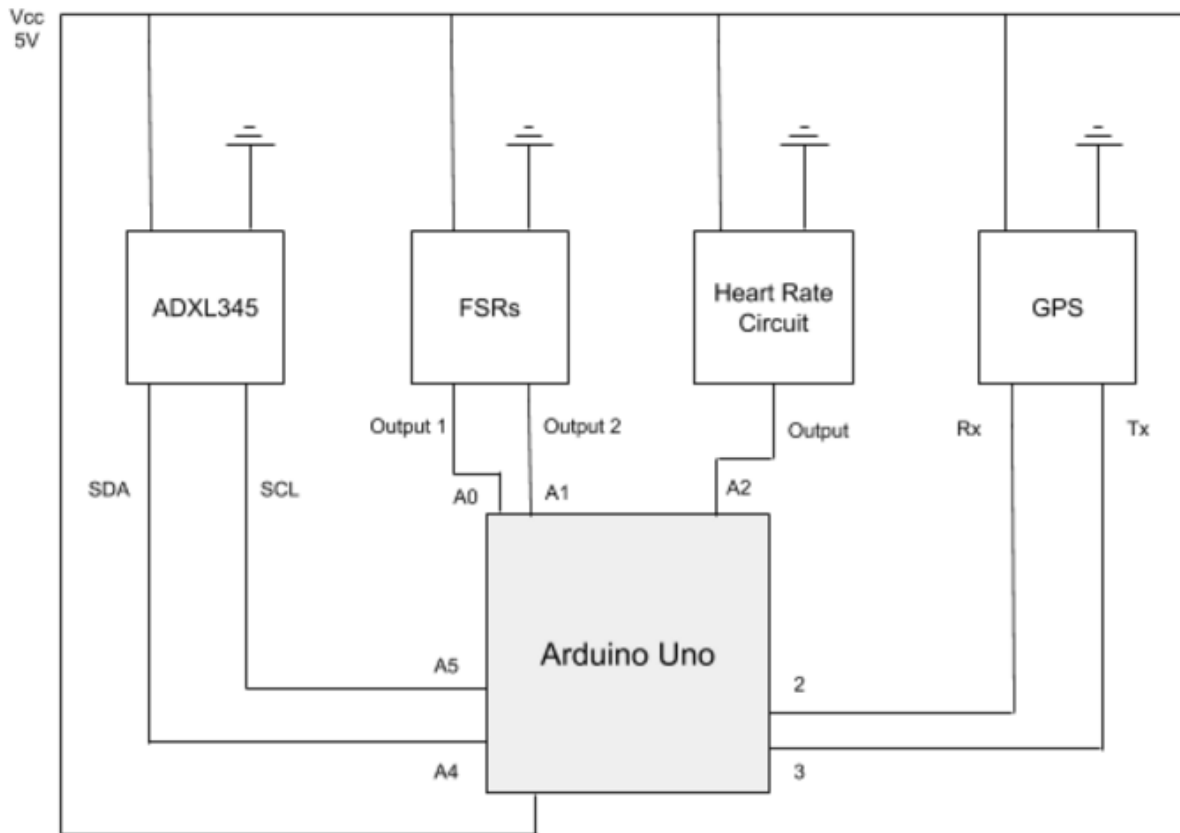 Vcc
5V
ADXL345
FSRs
Heart Rate
Circuit
GPS
Output 1
Output 2
Output
Rx
Tx
SDA
SCL
A0
A1
A2
Arduino Uno
A5
2
A4
3